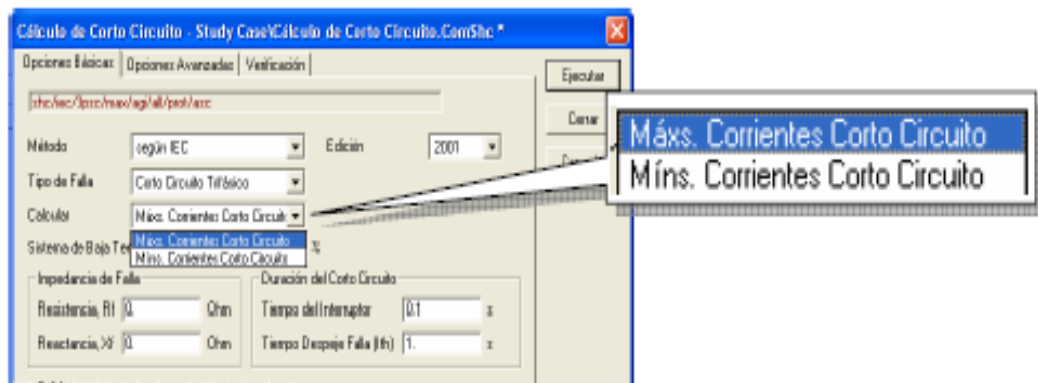 Cálculo de Corto Circuito - Study Case\Cálculo de Corto Circuito.ComShc *
Opciones Básicas Opciones Avanzadas Verificación
Ejecutar
Cerrar
Método según IEC Edición 2001
Tipo de Falla Corto Circuito Trifásico
Calcular Máxs. Corrientes Corto Circuit
Máxs. Corrientes Corto Circuito
Míns. Corrientes Corto Circuito
Sistema de Baja Te
Impedancia de Falla
Resistencia, Rf 0. Ohm
Reactancia, Xf 0. Ohm
Duración del Corto Circuito
Tiempo del Interruptor 0.1 s
Tiempo Despeje Falla (Ith) 1. s
Máxs. Corrientes Corto Circuito
Míns. Corrientes Corto Circuito